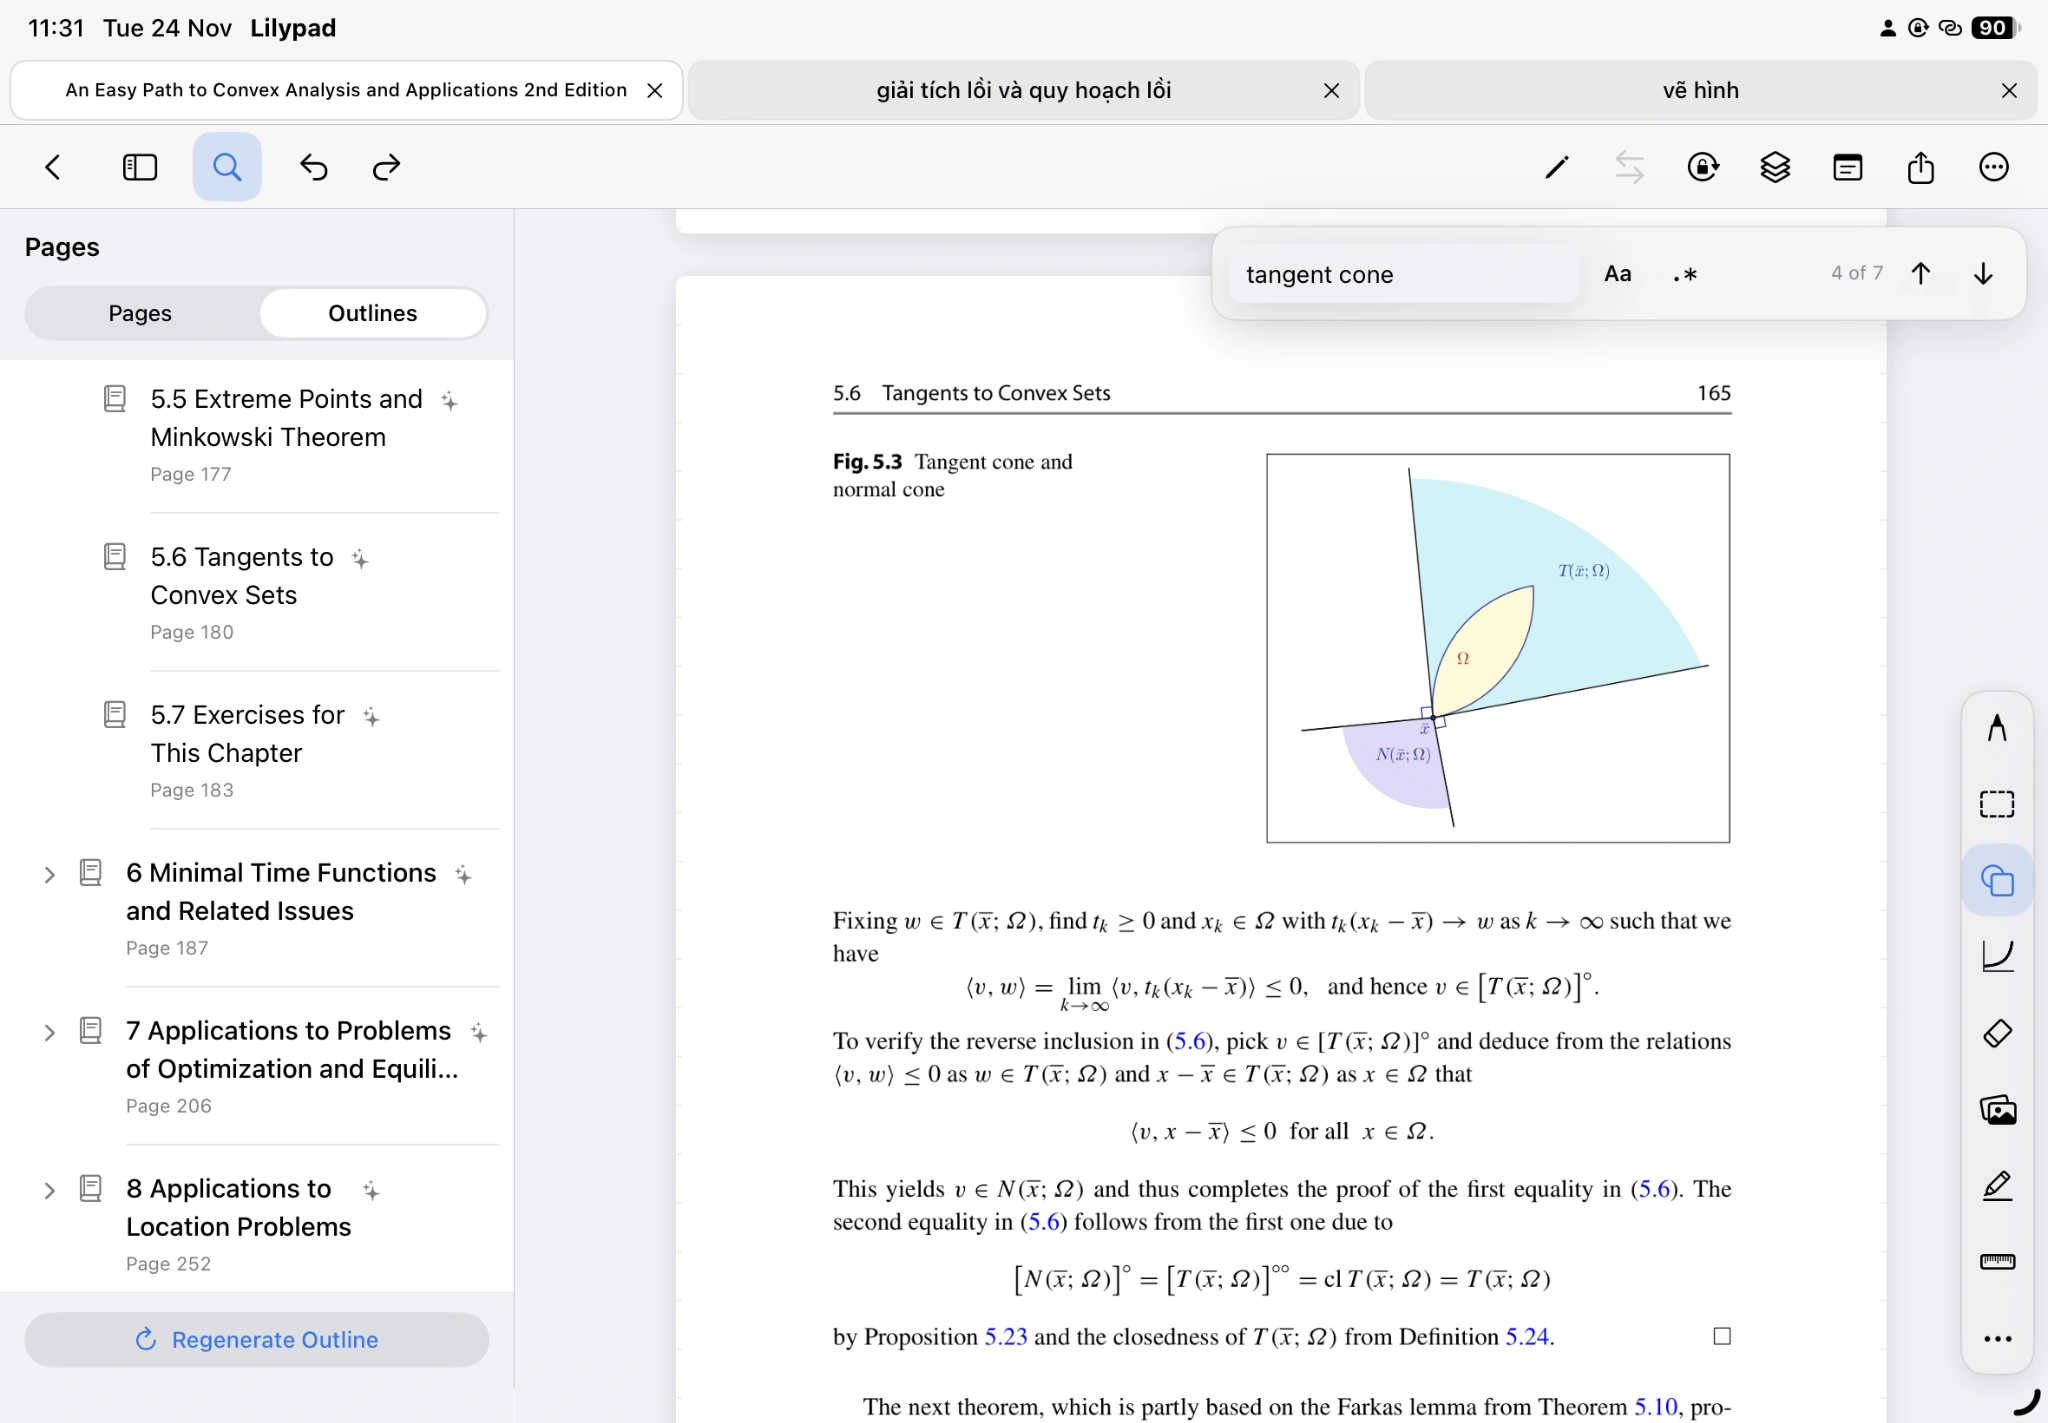 11:31 Tue 24 Nov Lilypad
90
An Easy Path to Convex Analysis and Applications 2nd Edition
giải tích lồi và quy hoạch lồi
vẽ hình
Pages
Pages
Outlines
5.5 Extreme Points and
Minkowski Theorem
Page 177
5.6 Tangents to
Convex Sets
Page 180
5.7 Exercises for
This Chapter
Page 183
6 Minimal Time Functions
and Related Issues
Page 187
7 Applications to Problems
of Optimization and Equili...
Page 206
8 Applications to
Location Problems
Page 252
Regenerate Outline
tangent cone
Aa
.*
4 of 7
5.6 Tangents to Convex Sets 165
Fig. 5.3 Tangent cone and
normal cone
T(x̄; Ω)
Ω
x̄
N(x̄; Ω)
Fixing w ∈ T(x̄; Ω), find tₖ ≥ 0 and xₖ ∈ Ω with tₖ(xₖ − x̄) → w as k → ∞ such that we
have
⟨v, w⟩ = lim ⟨v, tₖ(xₖ − x̄)⟩ ≤ 0, and hence v ∈ [T(x̄; Ω)]°.
k→∞
To verify the reverse inclusion in (5.6), pick v ∈ [T(x̄; Ω)]° and deduce from the relations
⟨v, w⟩ ≤ 0 as w ∈ T(x̄; Ω) and x − x̄ ∈ T(x̄; Ω) as x ∈ Ω that
⟨v, x − x̄⟩ ≤ 0 for all x ∈ Ω.
This yields v ∈ N(x̄; Ω) and thus completes the proof of the first equality in (5.6). The
second equality in (5.6) follows from the first one due to
[N(x̄; Ω)]° = [T(x̄; Ω)]°° = cl T(x̄; Ω) = T(x̄; Ω)
by Proposition 5.23 and the closedness of T(x̄; Ω) from Definition 5.24. □
The next theorem, which is partly based on the Farkas lemma from Theorem 5.10, pro-